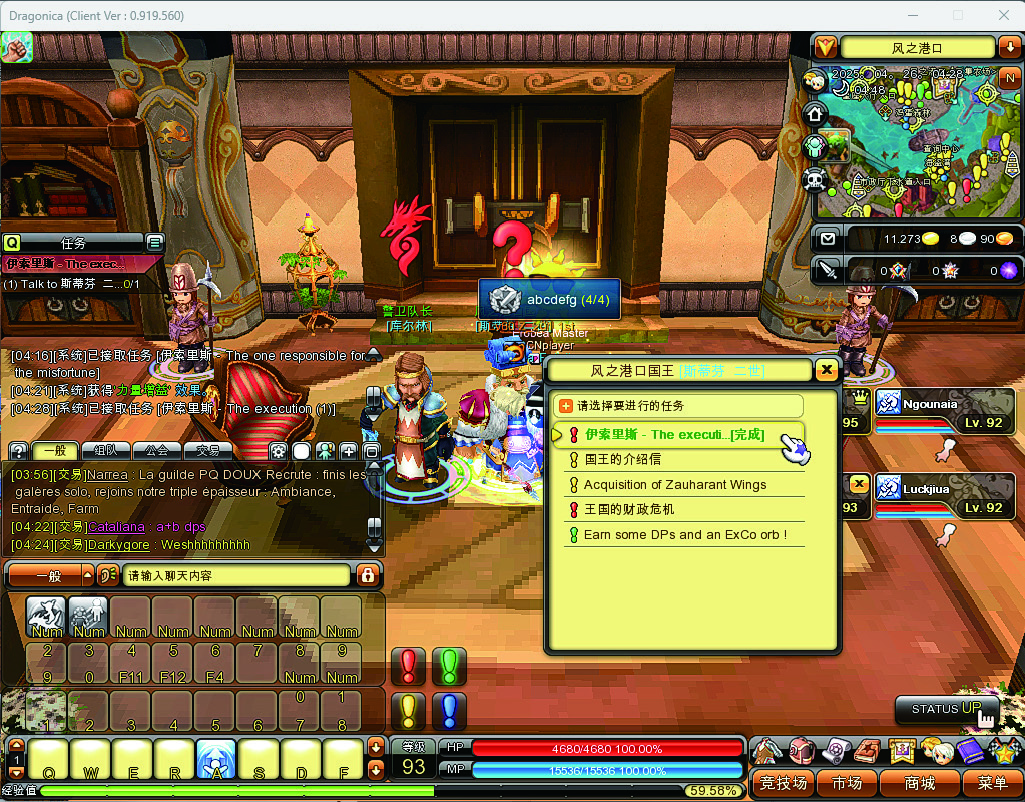 Dragonica (Client Ver : 0.919.560)
风之港口
N
04:48
查询中心
11.273 8 90
0 0 0
Q 任务
伊索里斯 - The exec...
(1) Talk to 斯蒂芬 二...0/1
警卫队长
[库尔林]
abcdefg (4/4)
CNplayer
[04:16][系统]已接取任务 [伊索里斯 - The one responsible for
the misfortune]
[04:21][系统]获得'力量增益' 效果。
[04:28][系统]已接取任务 [伊索里斯 - The execution (1)]
? 一般 组队 公会 交易
[03:56][交易]Narrea : La guilde PQ DOUX Recrute : finis les
galères solo, rejoins notre triple épaisseur : Ambiance,
Entraide, Farm
[04:22][交易]Catallana : a+b dps
[04:24][交易]Darkygore : Weshhhhhhhhh
一般 请输入聊天内容
风之港口国王 [斯蒂芬 二世]
请选择要进行的任务
伊索里斯 - The executi...[完成]
国王的介绍信
Acquisition of Zauharant Wings
王国的财政危机
Earn some DPs and an ExCo orb !
95
Ngounaia
Lv. 92
93
Luckjiua
Lv. 92
Num Num Num Num Num Num Num Num
2 3 4 5 6 7 8 9
9 0 F11 F12 F4 Num Num
0 1
1 2 3 4 5 6 7 8
STATUS UP
1
Q W E R A S D F
等级
93
HP 4680/4680 100.00%
MP 15536/15536 100.00%
竞技场 市场 商城 菜单
经验值 59.58%